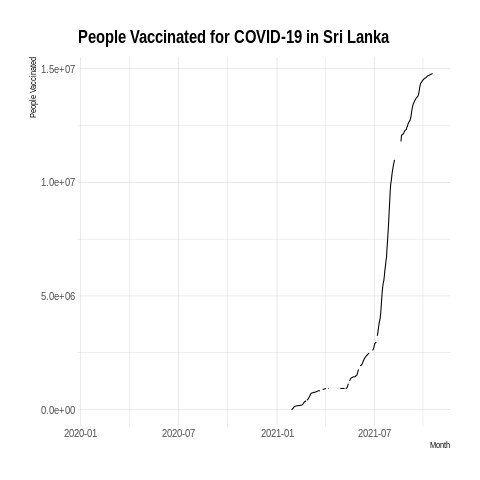 People Vaccinated for COVID-19 in Sri Lanka
People Vaccinated
1.5e+07
1.0e+07
5.0e+06
0.0e+00
2020-01 2020-07 2021-01 2021-07
Month